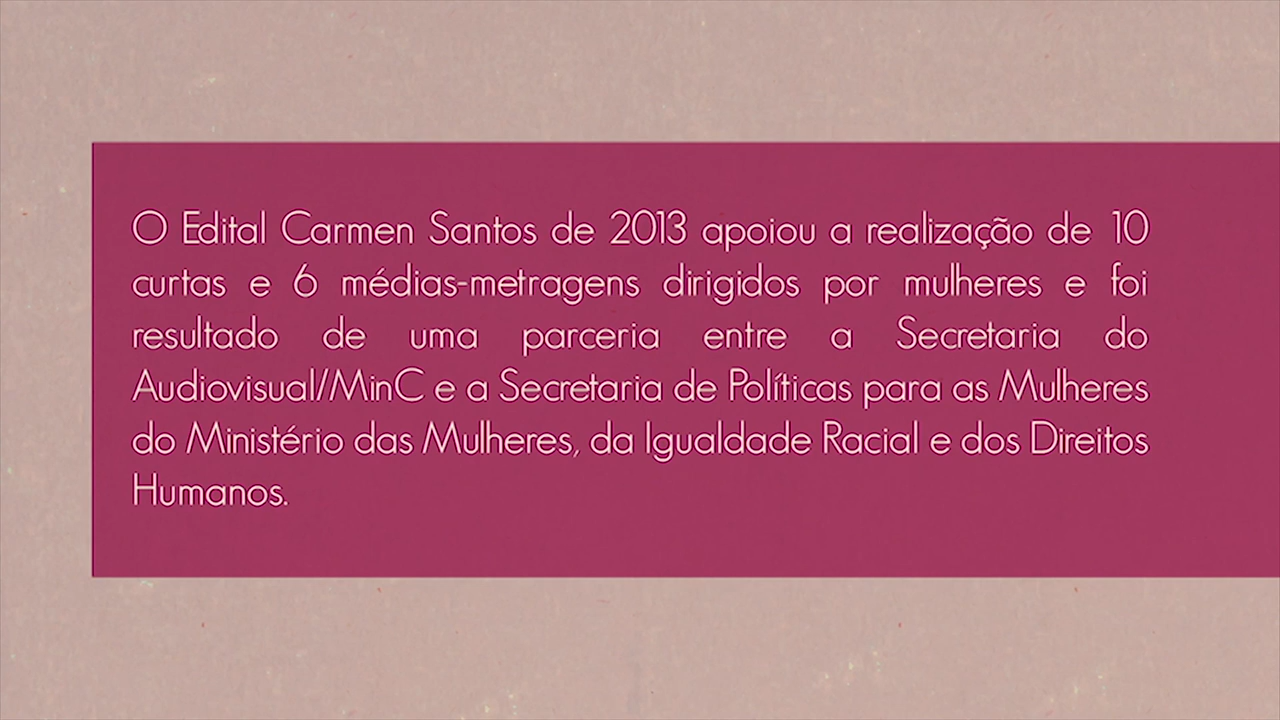 O Edital Carmen Santos de 2013 apoiou a realização de 10
curtas e 6 médias-metragens dirigidos por mulheres e foi
resultado de uma parceria entre a Secretaria do
Audiovisual/MinC e a Secretaria de Políticas para as Mulheres
do Ministério das Mulheres, da Igualdade Racial e dos Direitos
Humanos.